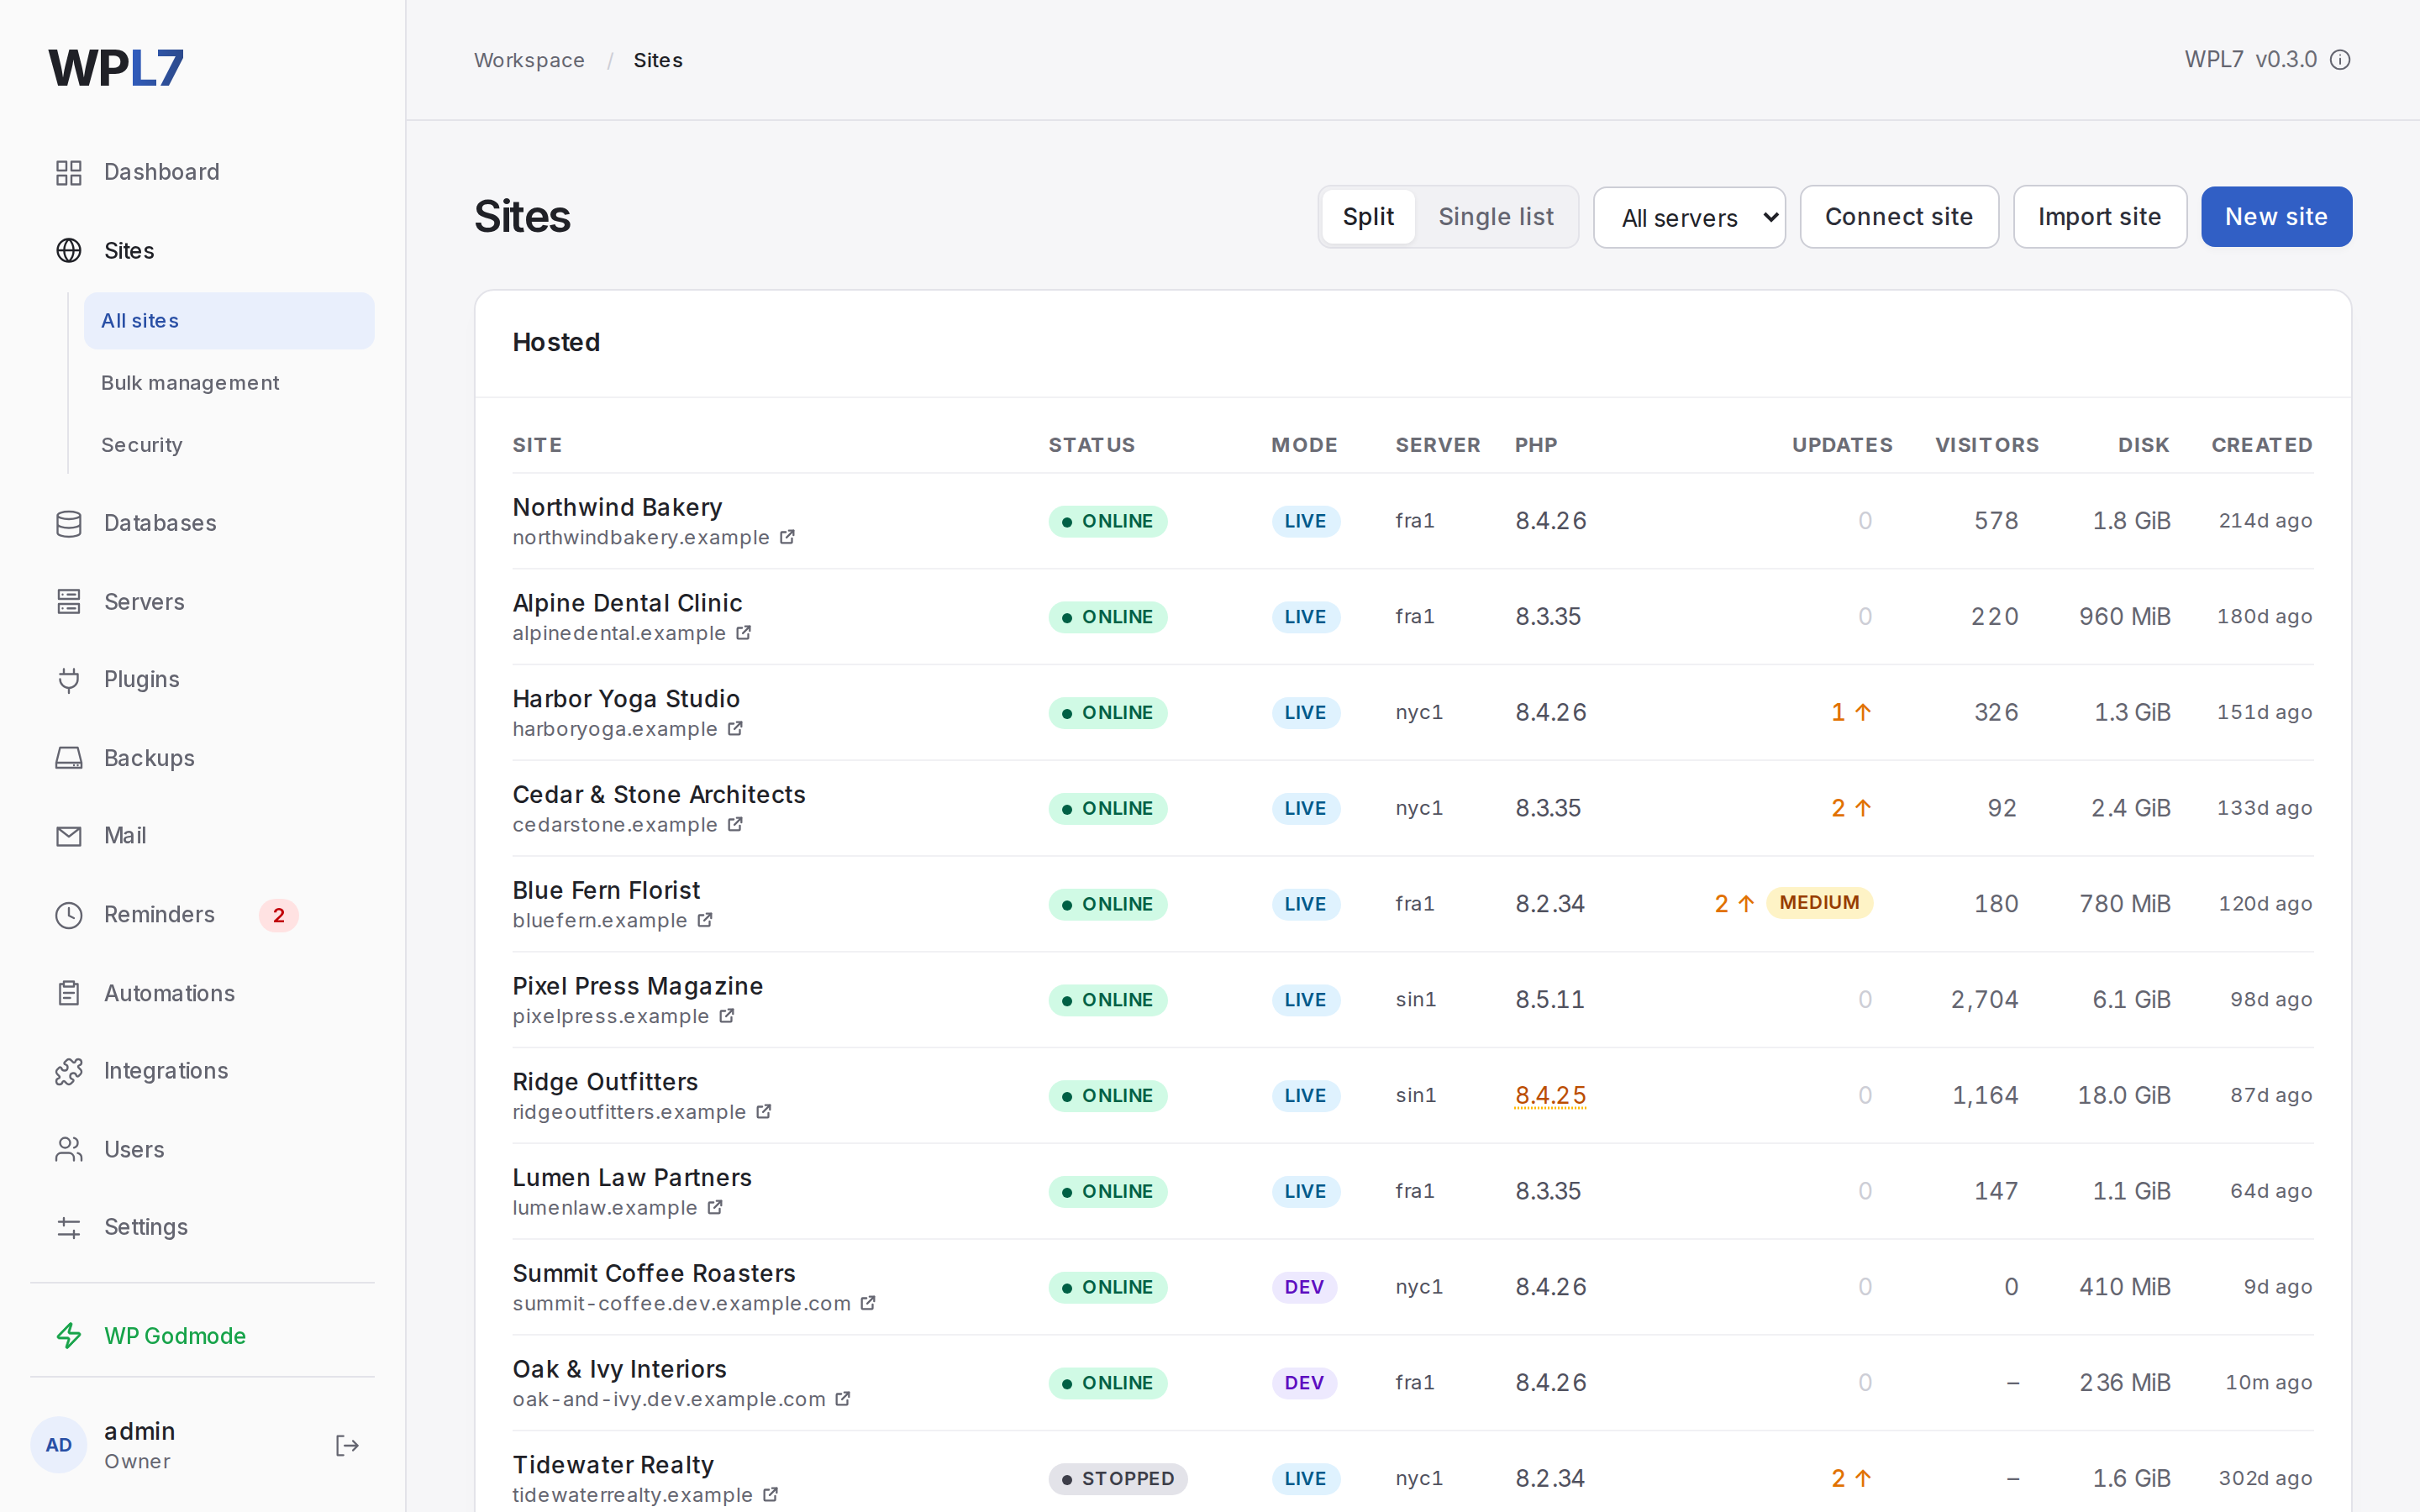 WPL7
Workspace / Sites
WPL7 v0.3.0
Dashboard
Sites
All sites
Bulk management
Security
Databases
Servers
Plugins
Backups
Mail
Reminders 2
Automations
Integrations
Users
Settings
WP Godmode
AD admin
Owner
Sites
Split Single list All servers Connect site Import site New site
Hosted
SITE STATUS MODE SERVER PHP UPDATES VISITORS DISK CREATED
Northwind Bakery
northwindbakery.example
ONLINE LIVE fra1 8.4.26 0 578 1.8 GiB 214d ago
Alpine Dental Clinic
alpinedental.example
ONLINE LIVE fra1 8.3.35 0 220 960 MiB 180d ago
Harbor Yoga Studio
harboryoga.example
ONLINE LIVE nyc1 8.4.26 1 ↑ 326 1.3 GiB 151d ago
Cedar & Stone Architects
cedarstone.example
ONLINE LIVE nyc1 8.3.35 2 ↑ 92 2.4 GiB 133d ago
Blue Fern Florist
bluefern.example
ONLINE LIVE fra1 8.2.34 2 ↑ MEDIUM 180 780 MiB 120d ago
Pixel Press Magazine
pixelpress.example
ONLINE LIVE sin1 8.5.11 0 2,704 6.1 GiB 98d ago
Ridge Outfitters
ridgeoutfitters.example
ONLINE LIVE sin1 8.4.25 0 1,164 18.0 GiB 87d ago
Lumen Law Partners
lumenlaw.example
ONLINE LIVE fra1 8.3.35 0 147 1.1 GiB 64d ago
Summit Coffee Roasters
summit-coffee.dev.example.com
ONLINE DEV nyc1 8.4.26 0 0 410 MiB 9d ago
Oak & Ivy Interiors
oak-and-ivy.dev.example.com
ONLINE DEV fra1 8.4.26 0 – 236 MiB 10m ago
Tidewater Realty
tidewaterrealty.example
STOPPED LIVE nyc1 8.2.34 2 ↑ – 1.6 GiB 302d ago